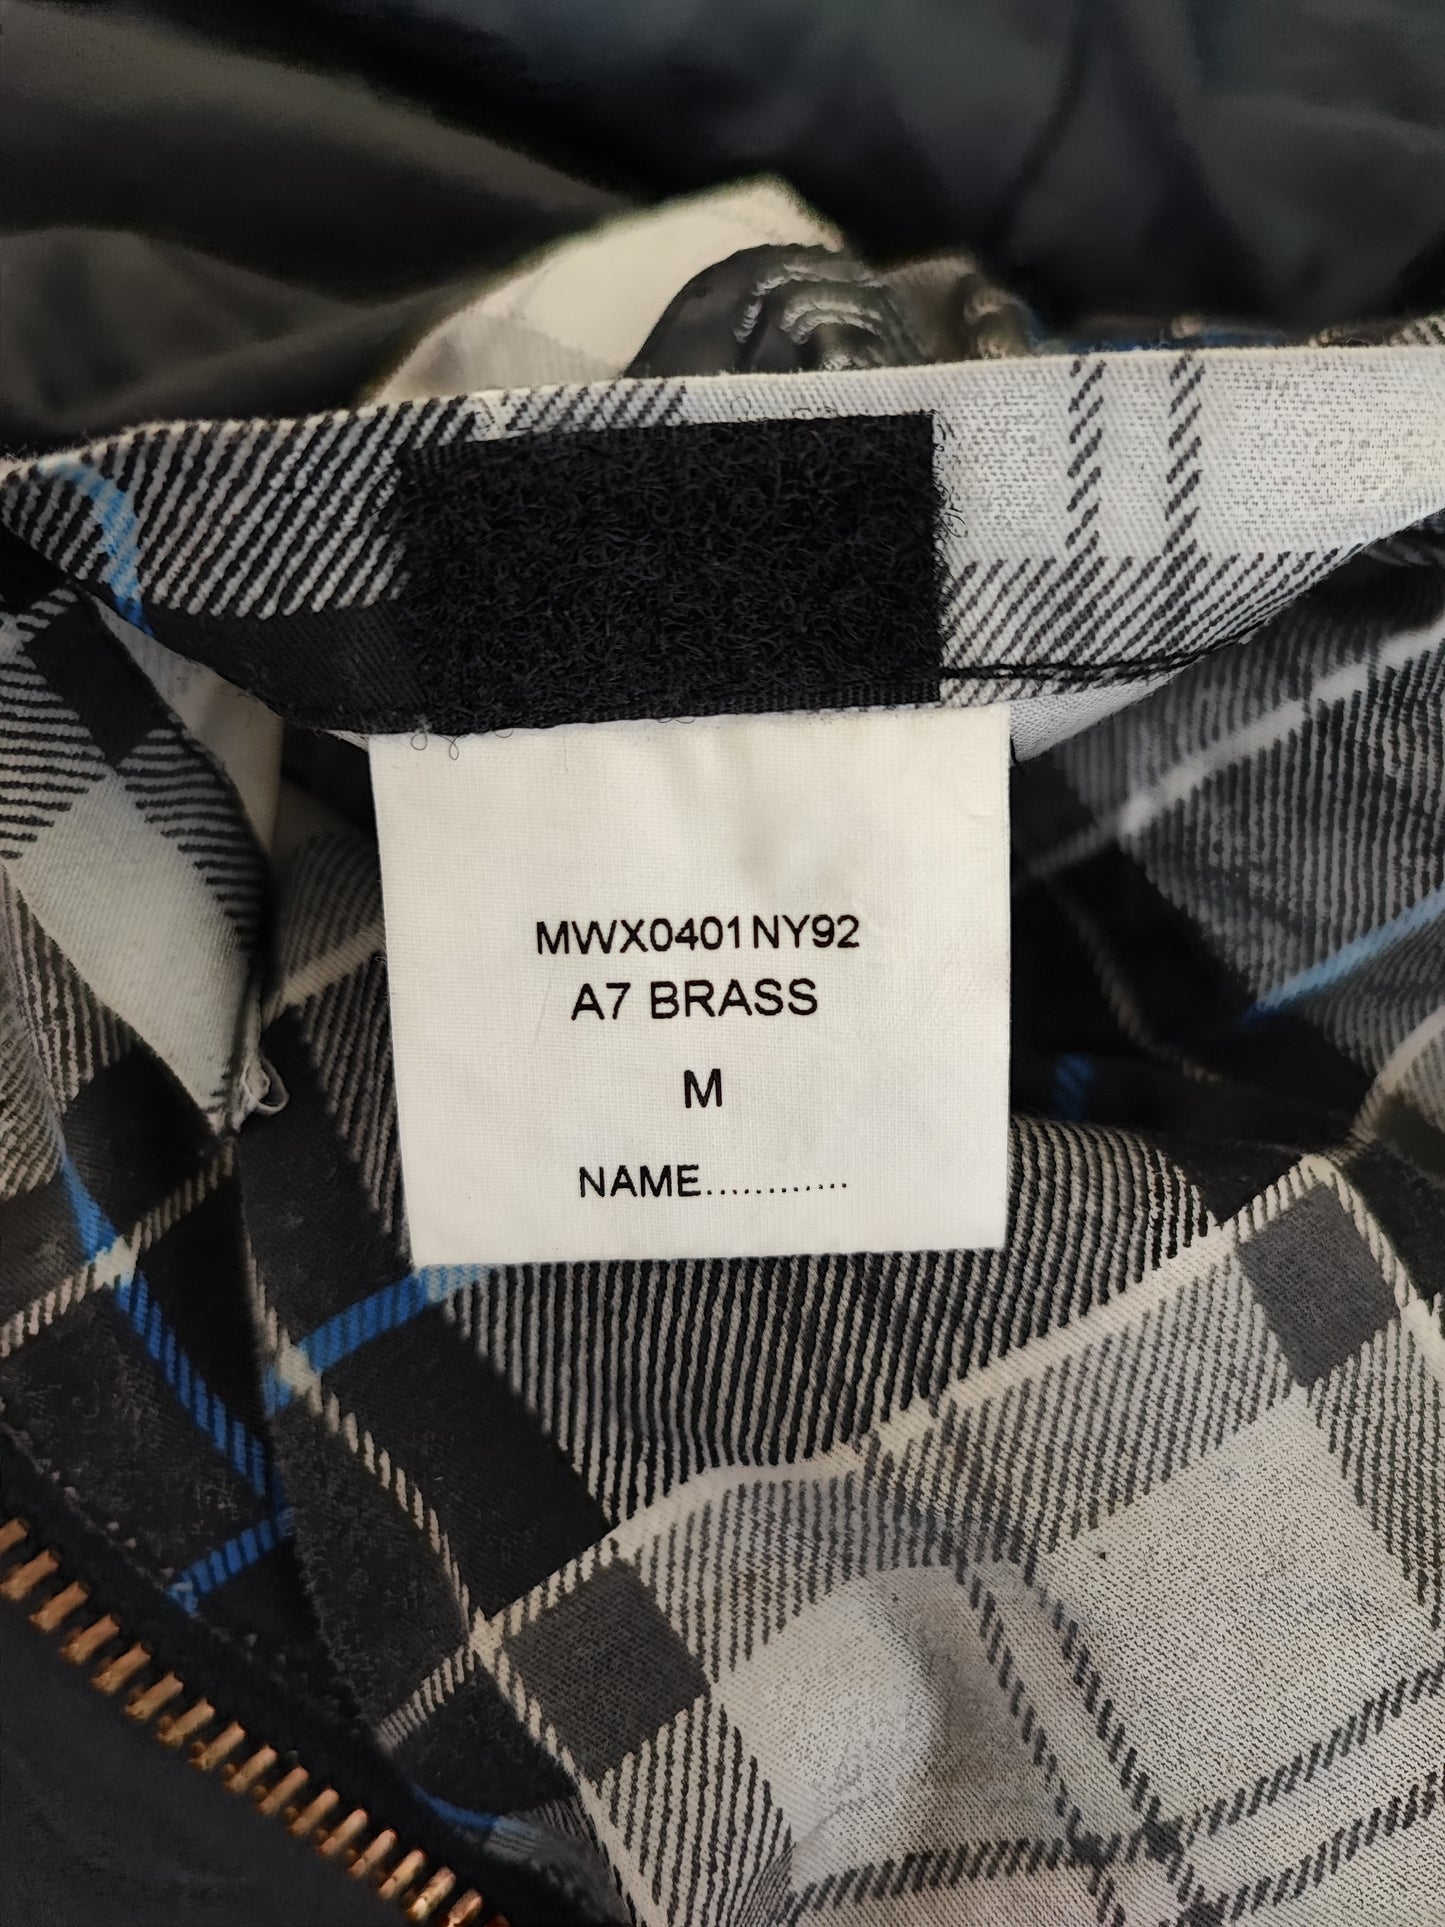 MWX0401NY92
A7 BRASS
M
NAME............